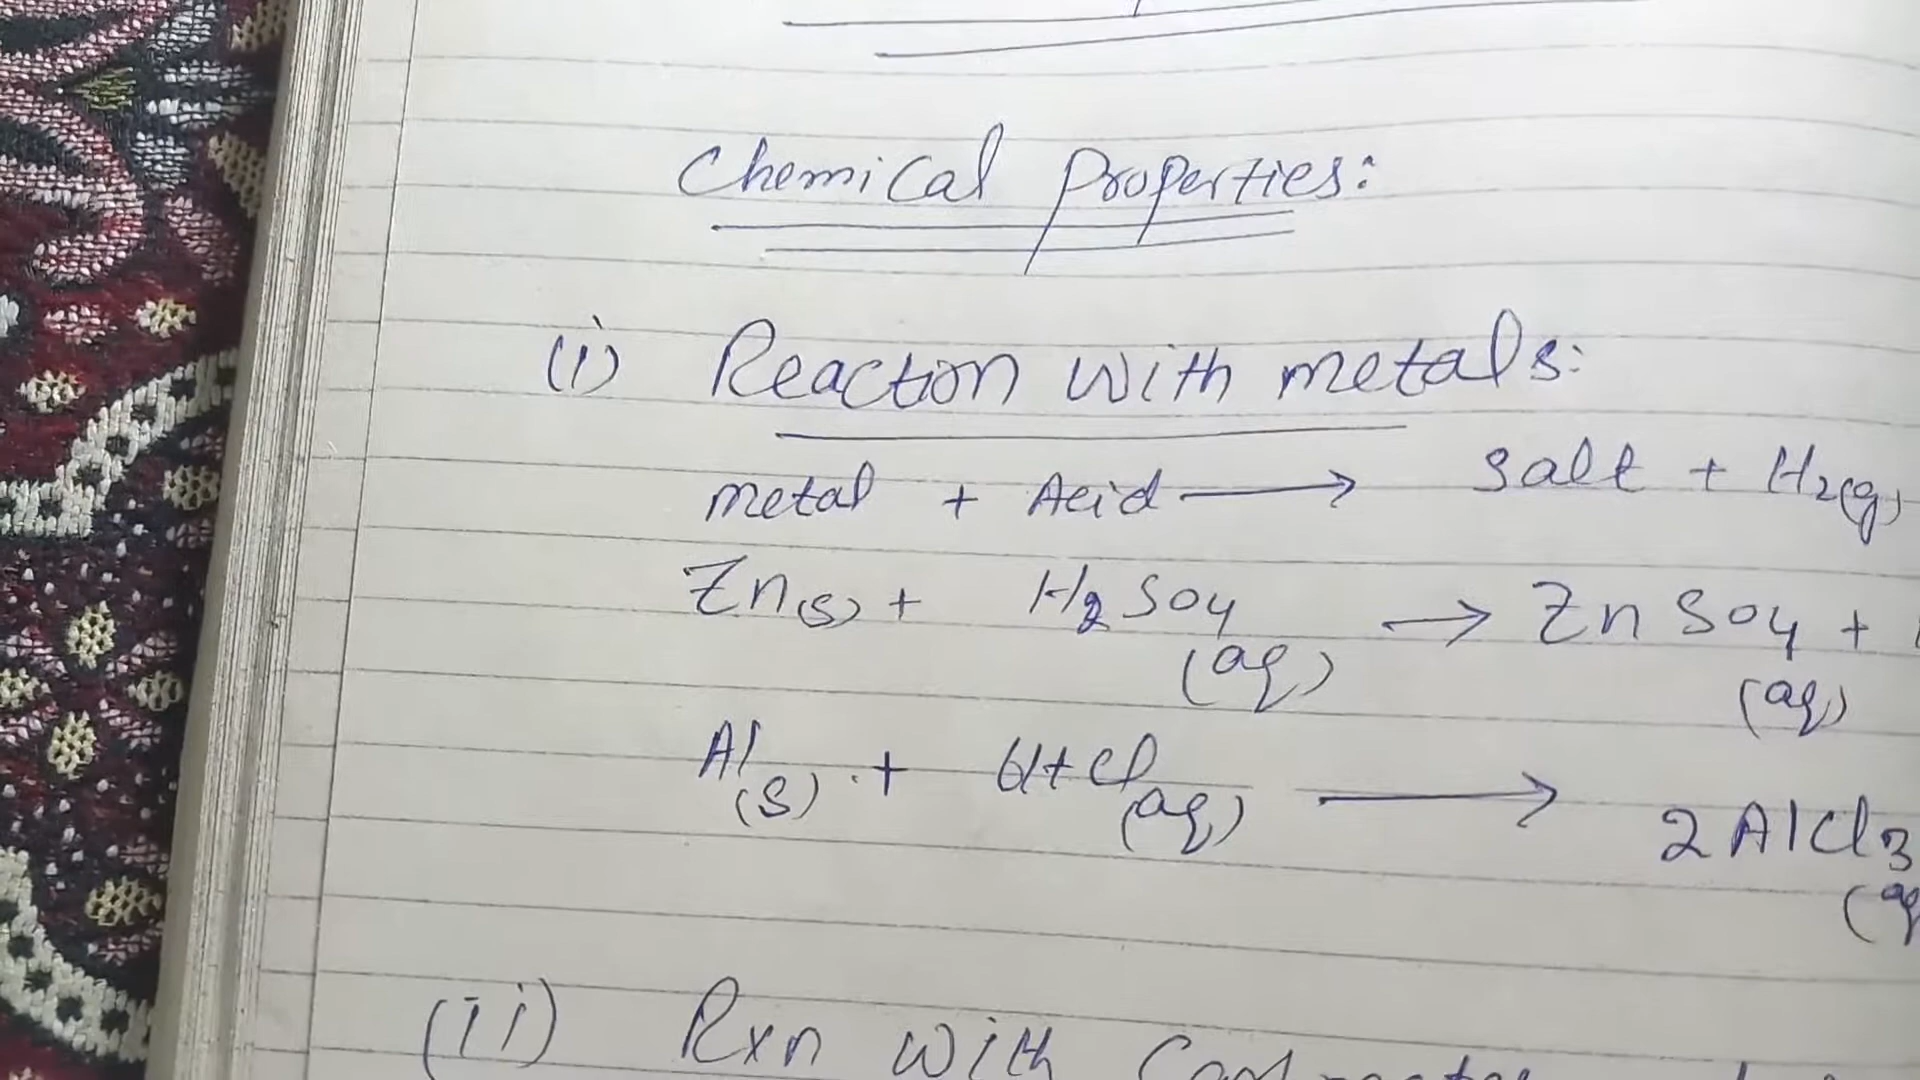 Chemical Properties:
(i) Reaction with metals:
metal + Acid ⟶ salt + H₂(g)
Zn(s) + H₂SO₄ (aq) → ZnSO₄ (aq) +
Al(s) + 6HCl(aq) ⟶ 2AlCl₃
(ii) Rxn with